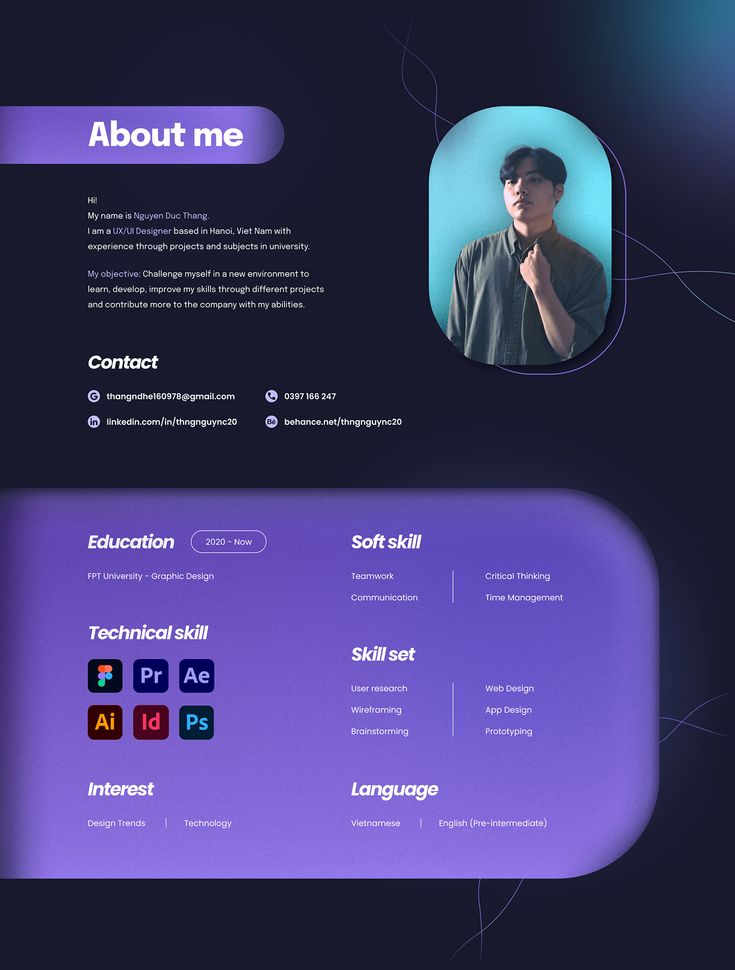 About me
Hi!
My name is Nguyen Duc Thang.
I am a UX/UI Designer based in Hanoi, Viet Nam with
experience through projects and subjects in university.
My objective: Challenge myself in a new environment to
learn, develop, improve my skills through different projects
and contribute more to the company with my abilities.
Contact
G thangndhe160978@gmail.com
0397 166 247
in linkedin.com/in/thngnguync20
Bē behance.net/thngnguync20
Education
2020 - Now
FPT University - Graphic Design
Technical skill
Pr Ae
Ai Id Ps
Interest
Design Trends
Technology
Soft skill
Teamwork
Critical Thinking
Communication
Time Management
Skill set
User research
Web Design
Wireframing
App Design
Brainstorming
Prototyping
Language
Vietnamese
English (Pre-intermediate)